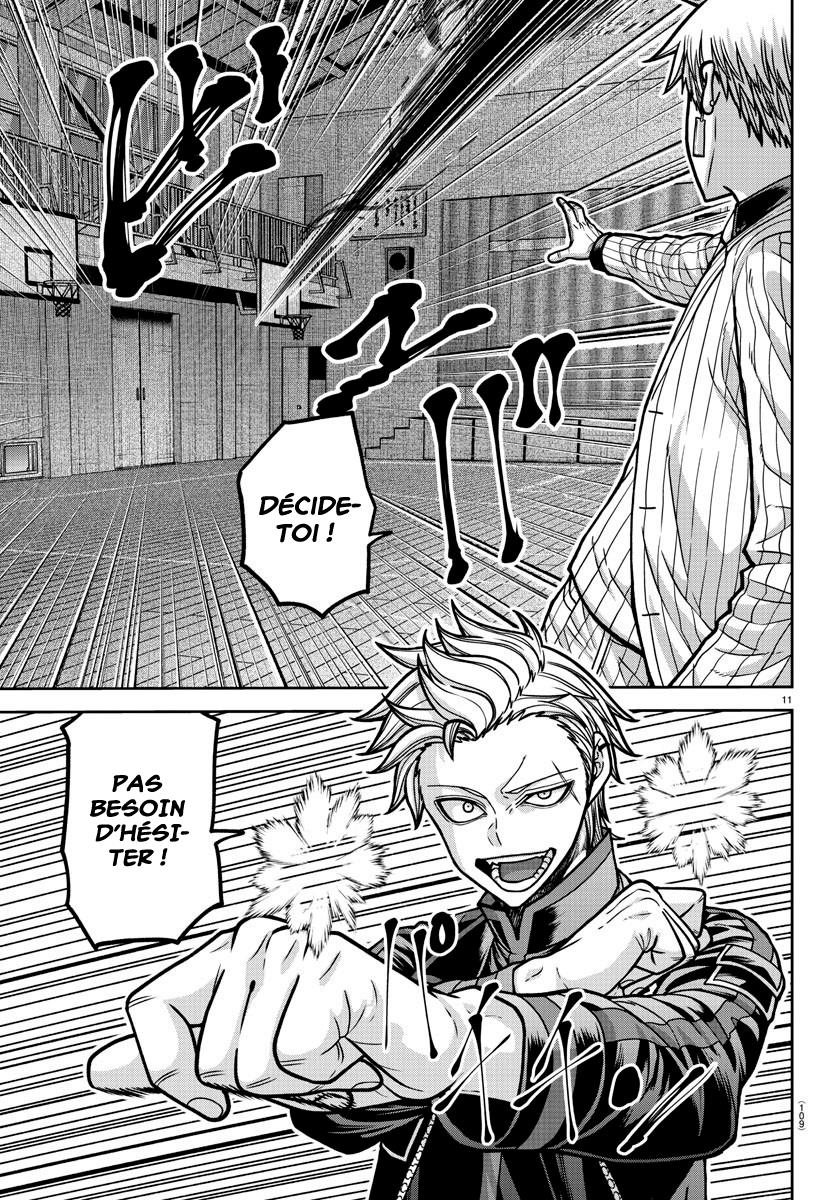 DÉCIDE-
TOI !
11
PAS
BESOIN
D'HÉSI-
TER !
(109)